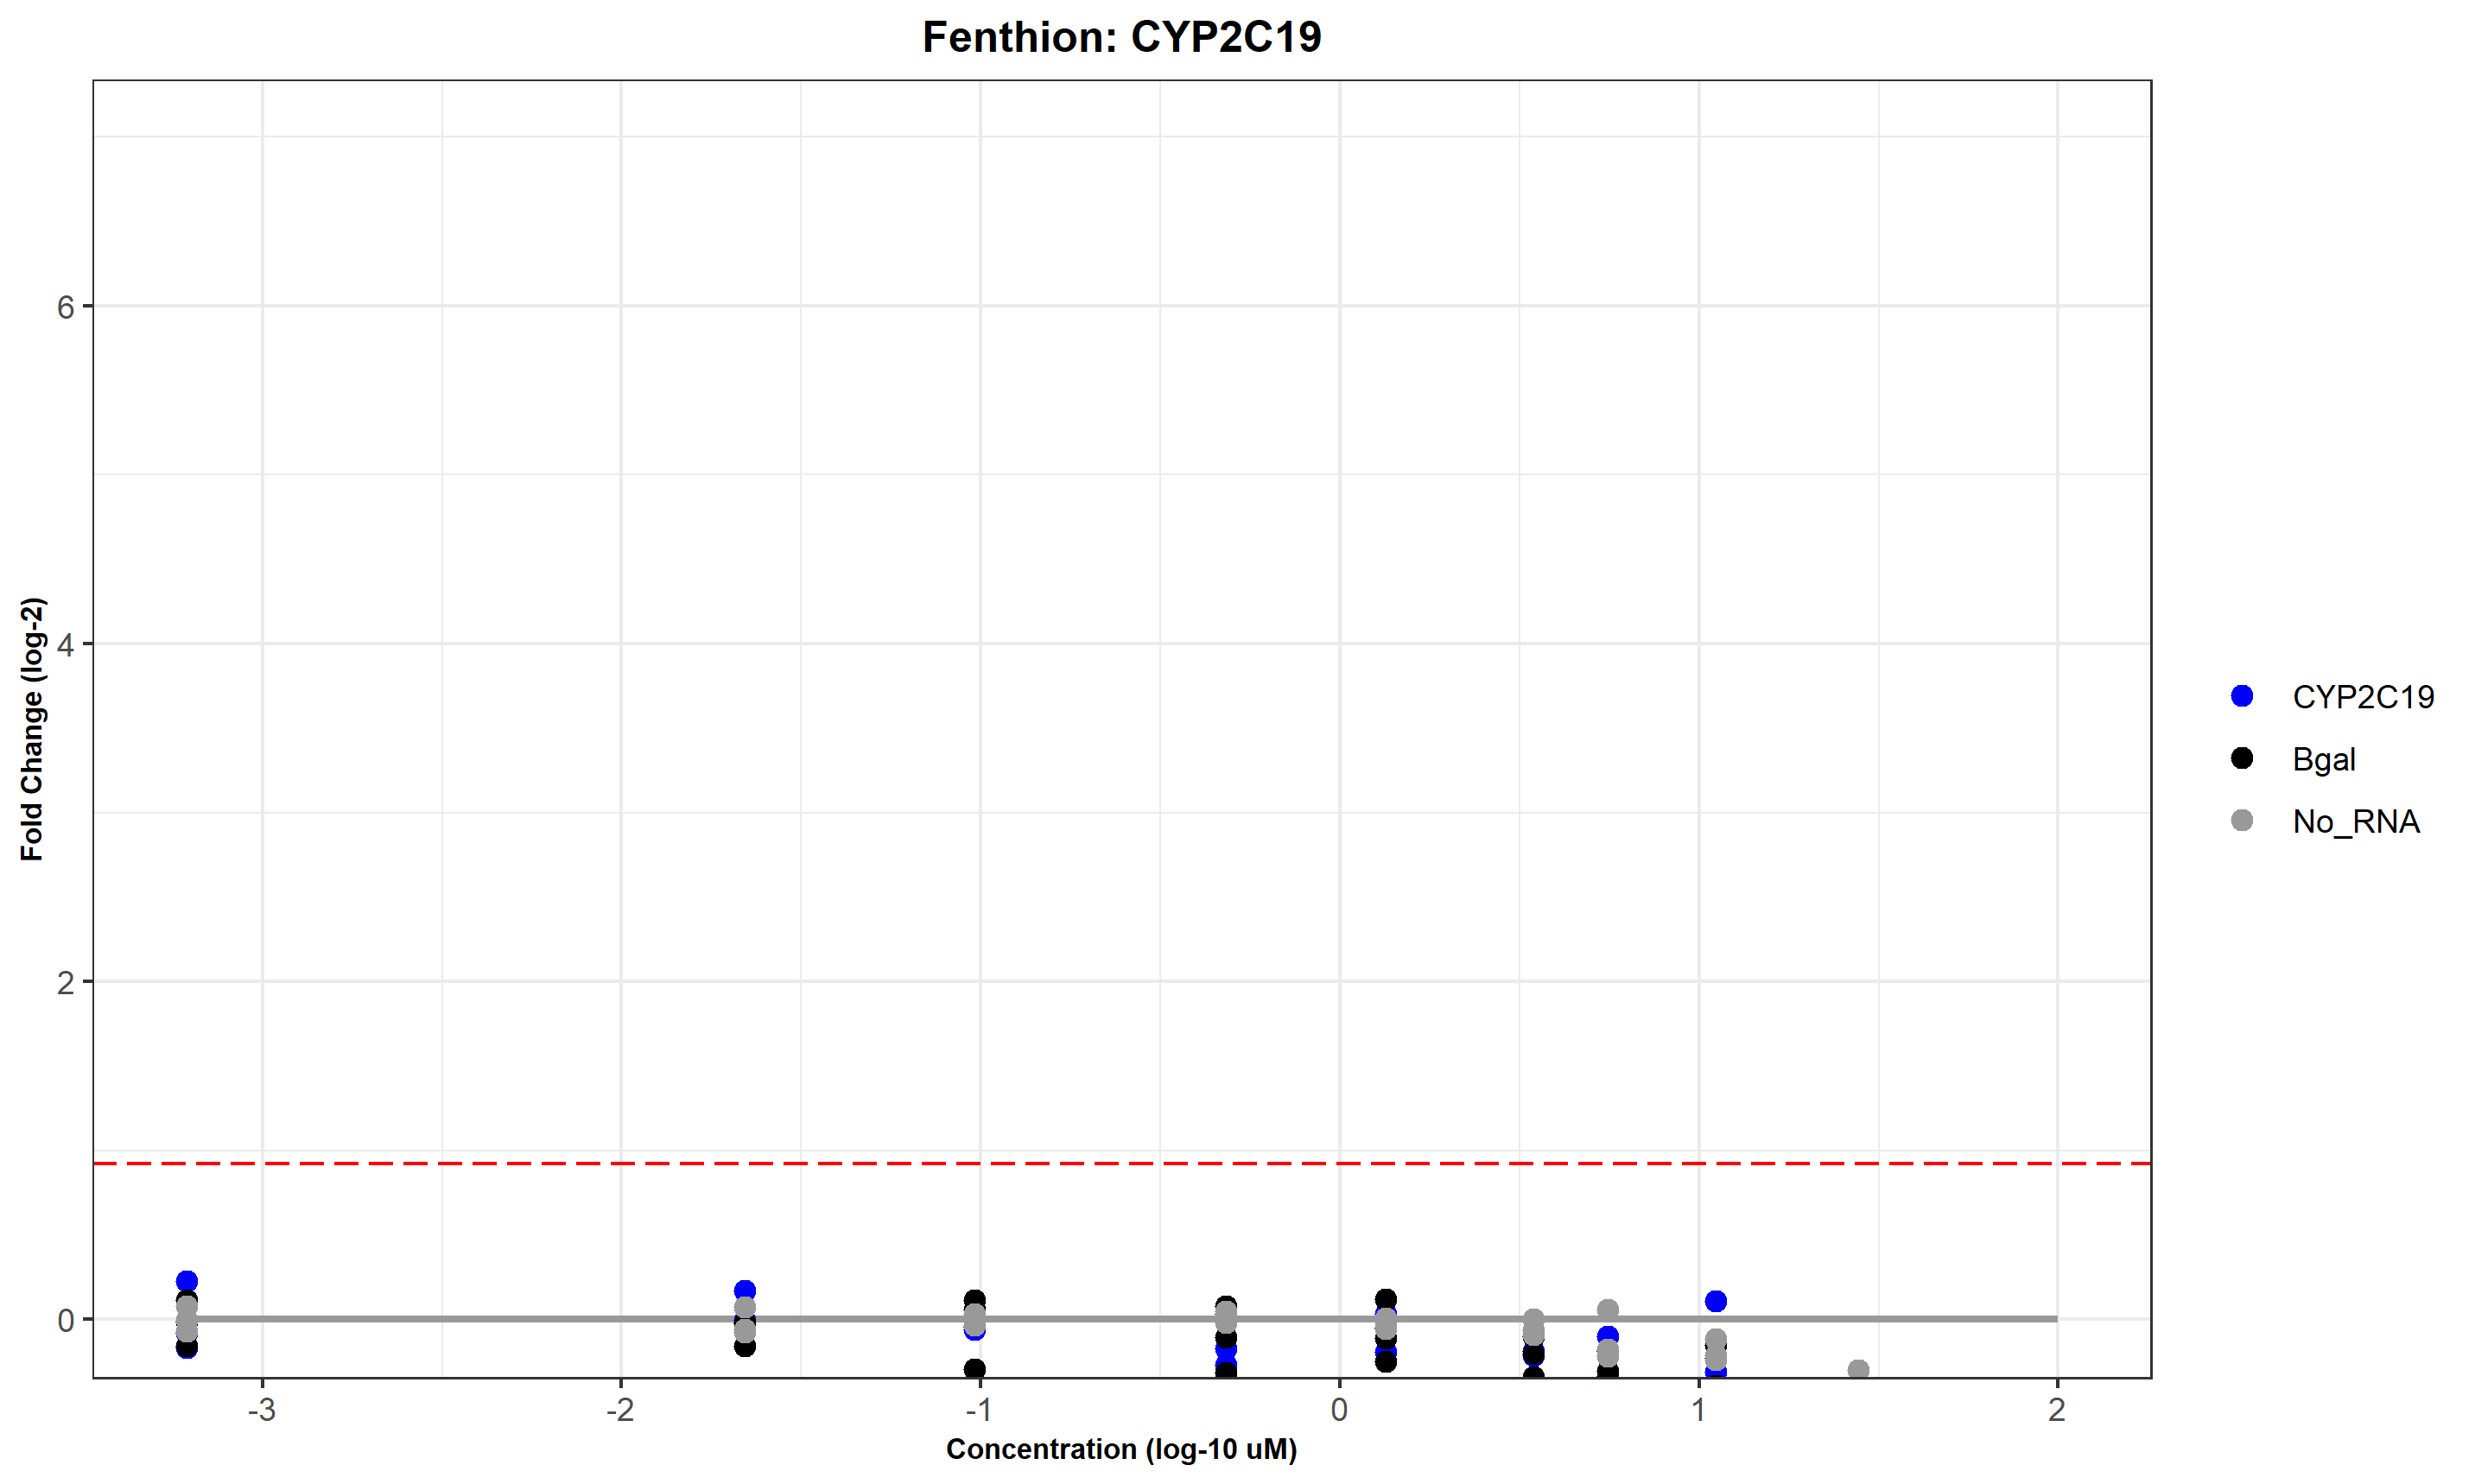 Fenthion: CYP2C19
Fold Change (log-2)
6
4
2
0
-3
-2
-1
0
1
2
Concentration (log-10 uM)
CYP2C19
Bgal
No_RNA